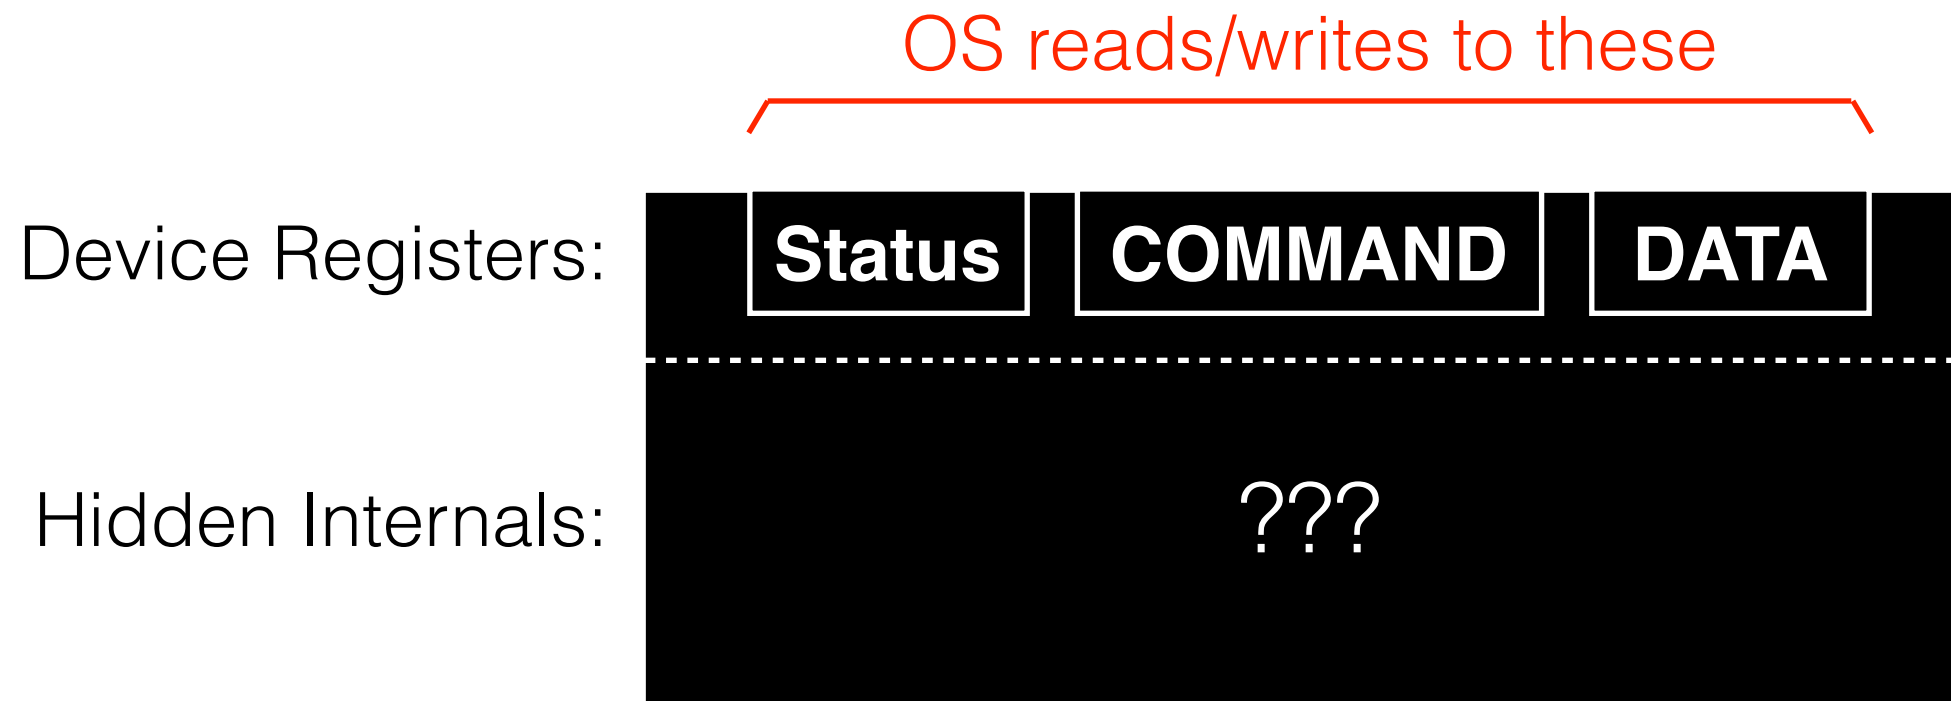 OS reads/writes to these
Device Registers: Status COMMAND DATA
Hidden Internals: ???